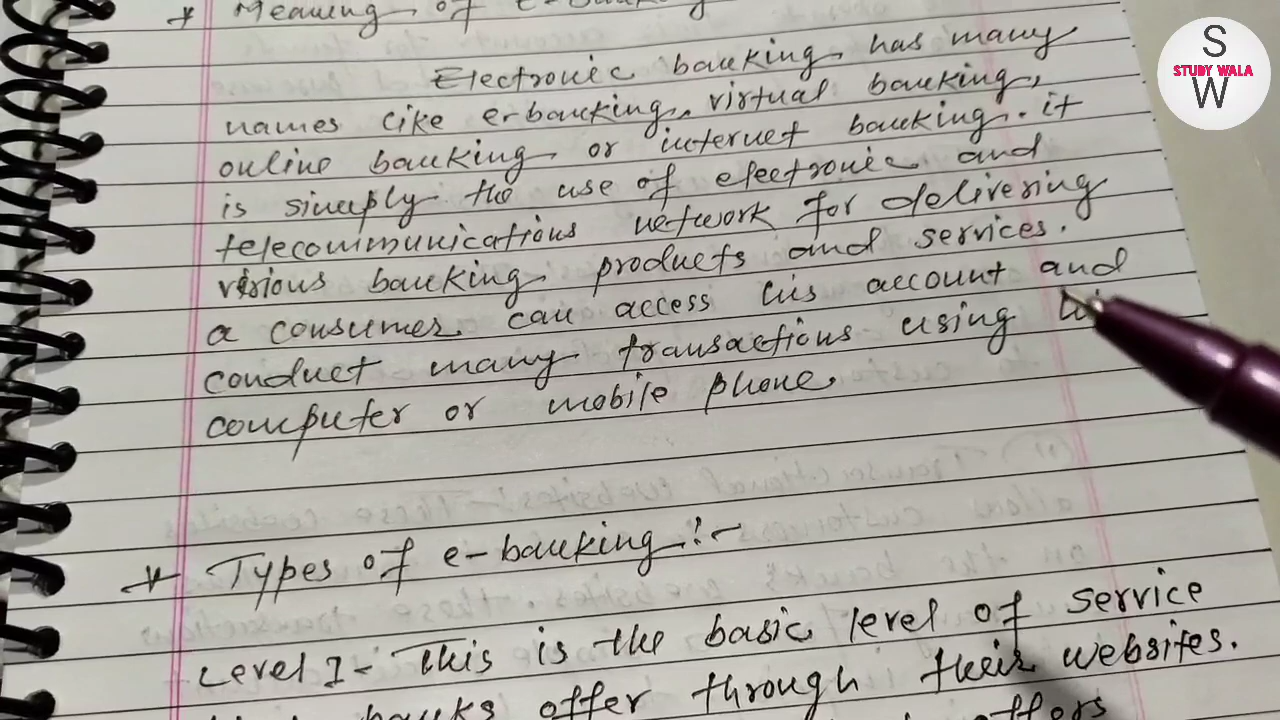 * Meaning of e-banking
Electronic banking has many
names like e-banking, virtual banking,
online banking or internet banking. it
is simply the use of electronic and
telecommunications network for delivering
various banking products and services.
a consumer can access his account and
conduct many transactions using
computer or mobile phone.
* Types of e-banking :-
Level I - This is the basic level of service
banks offer through their websites.
offers
S
STUDY WALA
W